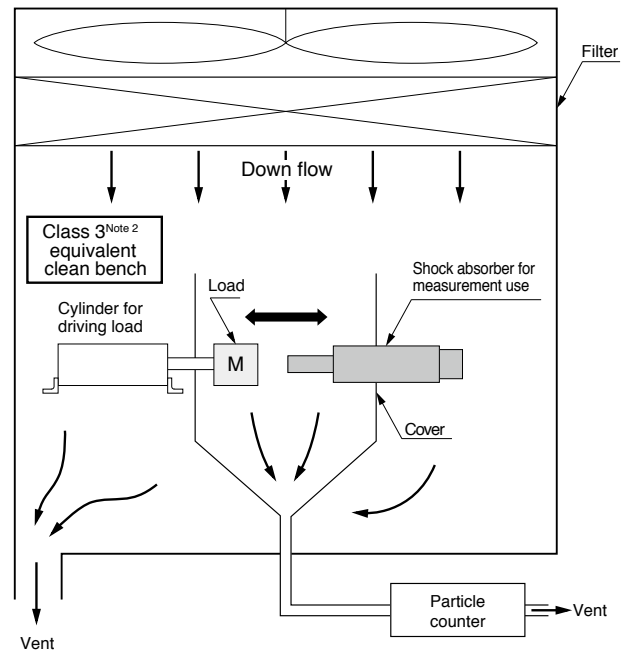 Filter
Down flow
Class 3Note 2
equivalent
clean bench
Load
Shock absorber for
measurement use
Cylinder for
driving load
M
Cover
Particle
counter
Vent
Vent